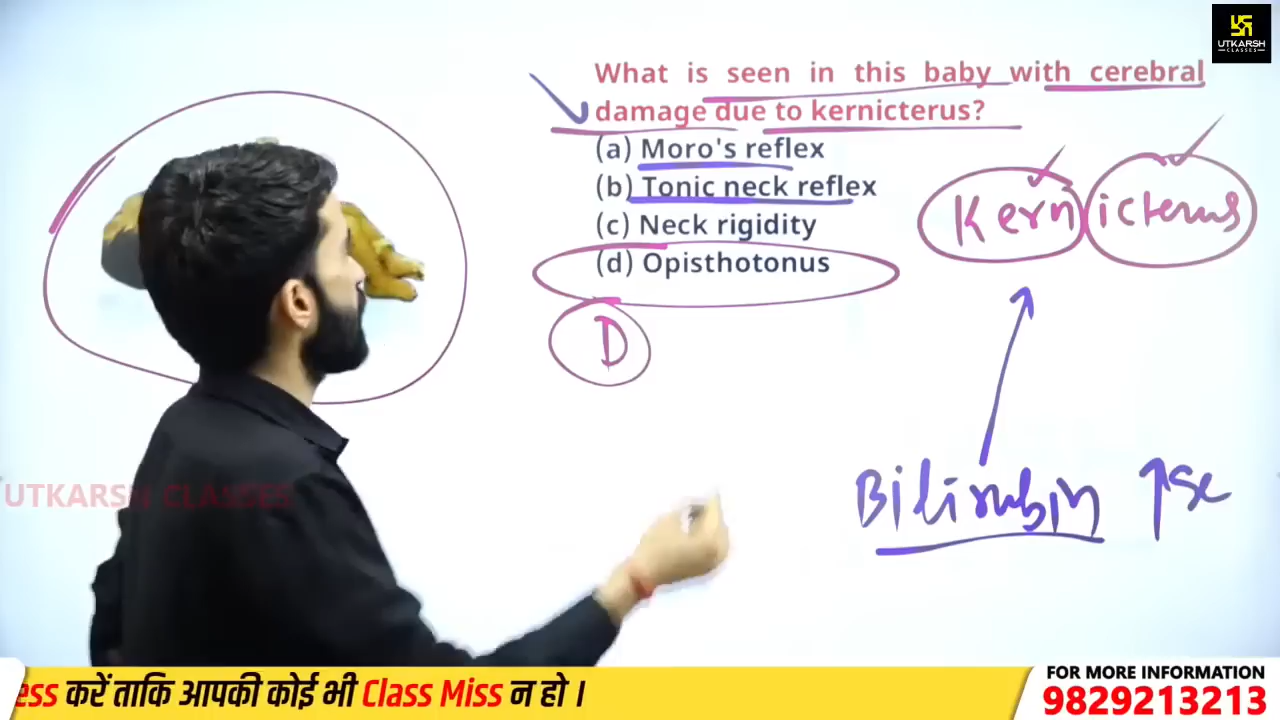 UTKARSH
CLASSES
What is seen in this baby with cerebral
damage due to kernicterus?
(a) Moro's reflex
(b) Tonic neck reflex
(c) Neck rigidity
(d) Opisthotonus
D
Kern icterus
Bilirubin ↑se
UTKARSH CLASSES
ess करें ताकि आपकी कोई भी Class Miss न हो ।
FOR MORE INFORMATION
9829213213